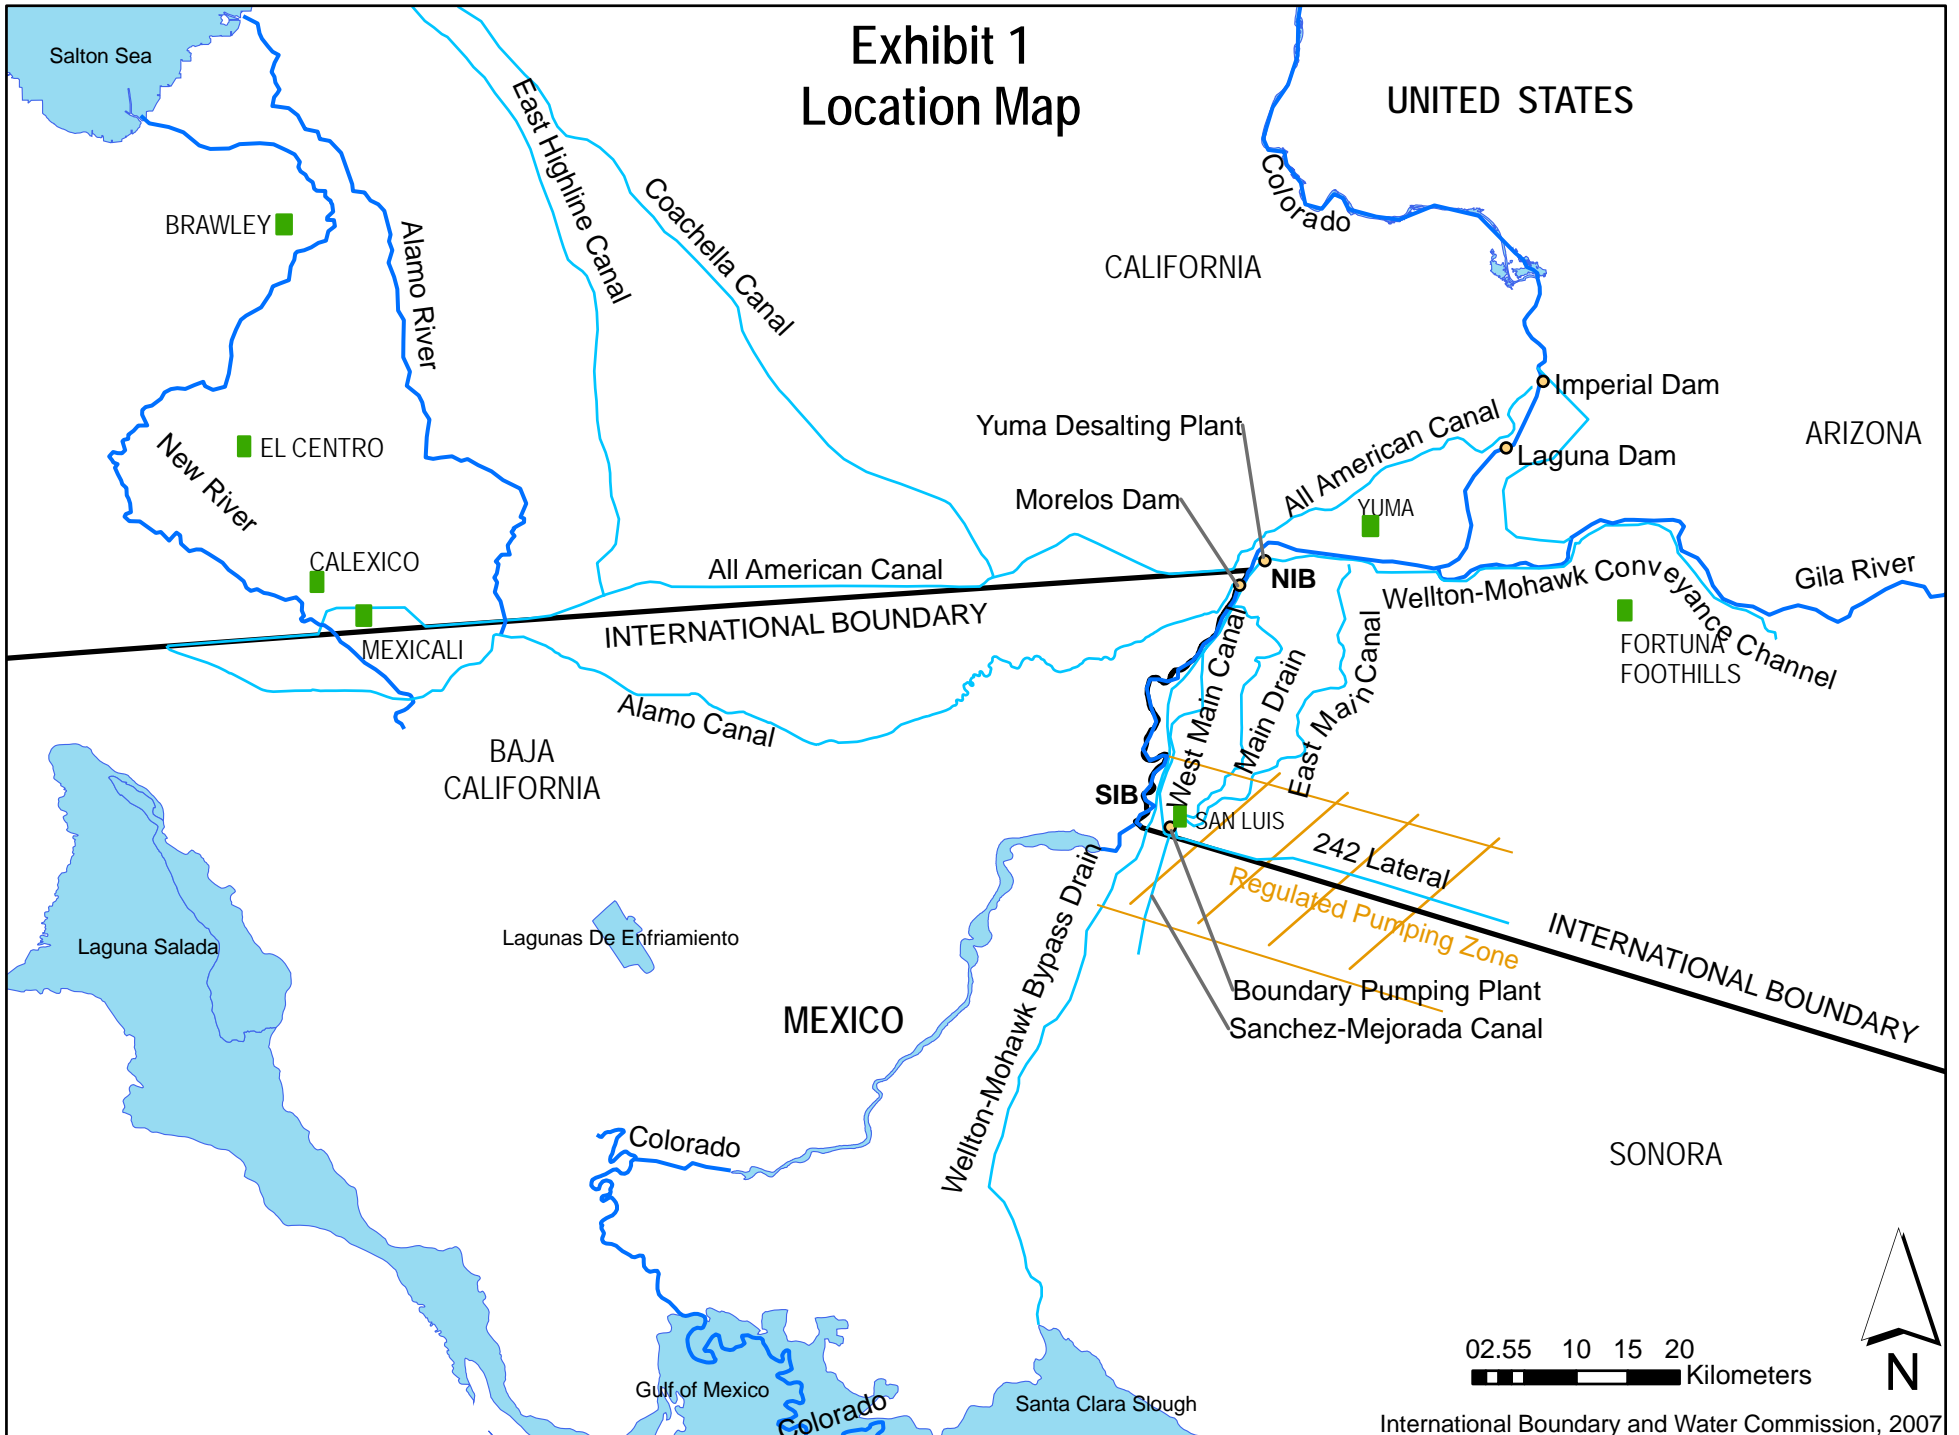 Exhibit 1
Location Map
Salton Sea
UNITED STATES
East Highline Canal
Coachella Canal
Colorado
BRAWLEY
Alamo River
CALIFORNIA
Imperial Dam
Yuma Desalting Plant
All American Canal
ARIZONA
EL CENTRO
New River
Laguna Dam
Morelos Dam
YUMA
CALEXICO
All American Canal
NIB
Wellton-Mohawk Conveyance Channel
Gila River
INTERNATIONAL BOUNDARY
MEXICALI
FORTUNA
FOOTHILLS
West Main Canal
Main Drain
East Main Canal
Alamo Canal
BAJA
CALIFORNIA
SIB
SAN LUIS
242 Lateral
Regulated Pumping Zone
Wellton-Mohawk Bypass Drain
Laguna Salada
Lagunas De Enfriamiento
INTERNATIONAL BOUNDARY
Boundary Pumping Plant
MEXICO
Sanchez-Mejorada Canal
Colorado
SONORA
02.55 10 15 20
Kilometers
N
Gulf of Mexico
Santa Clara Slough
Colorado
International Boundary and Water Commission, 2007